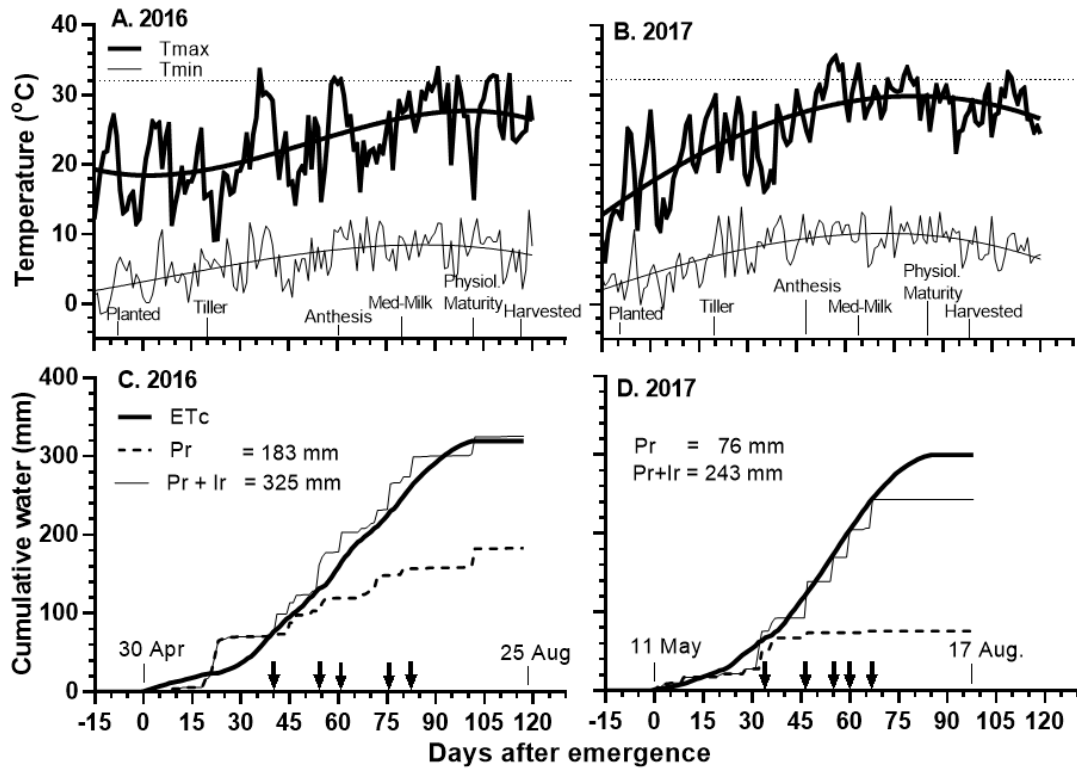 A. 2016
Tmax
Tmin
40
30
20
10
0
Temperature (°C)
Planted
Tiller
Anthesis
Med-Milk
Physiol.
Maturity
Harvested
B. 2017
Planted
Tiller
Anthesis
Med-Milk
Physiol.
Maturity
Harvested
C. 2016
ETc
Pr = 183 mm
Pr + Ir = 325 mm
400
300
200
100
0
Cumulative water (mm)
30 Apr
25 Aug
-15 0 15 30 45 60 75 90 105 120
D. 2017
Pr = 76 mm
Pr+Ir = 243 mm
11 May
17 Aug.
-15 0 15 30 45 60 75 90 105 120
Days after emergence